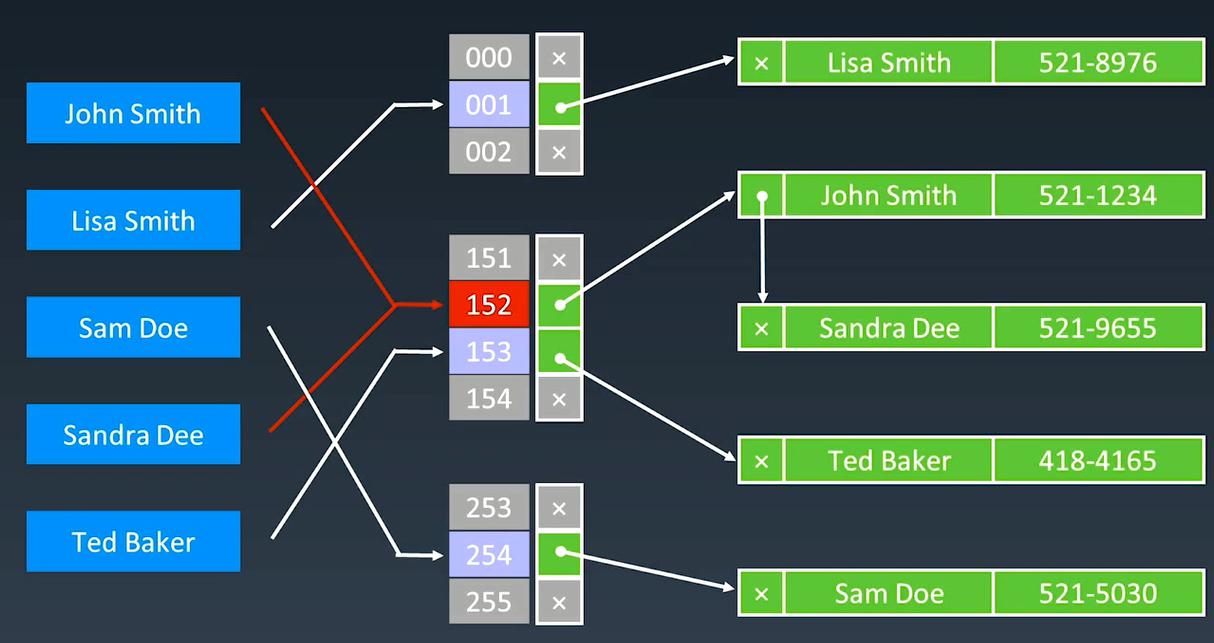 John Smith
Lisa Smith
Sam Doe
Sandra Dee
Ted Baker
000 ×
001
002 ×
151 ×
152
153
154 ×
253 ×
254
255 ×
× Lisa Smith 521-8976
John Smith 521-1234
× Sandra Dee 521-9655
× Ted Baker 418-4165
× Sam Doe 521-5030